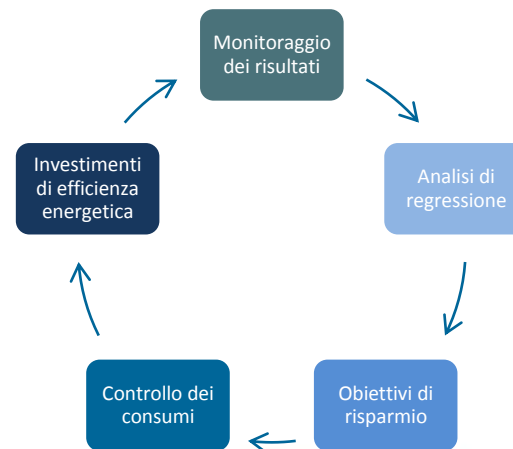 Monitoraggio
dei risultati
Analisi di
regressione
Obiettivi di
risparmio
Controllo dei
consumi
Investimenti
di efficienza
energetica